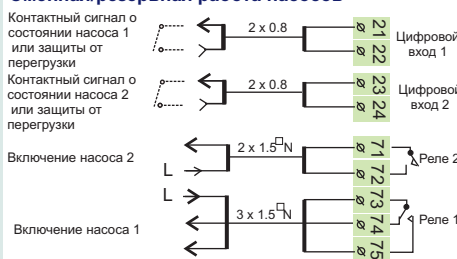 Контактный сигнал о
состоянии насоса 1
или защиты от
перегрузки
2 x 0.8
21
22
Цифровой
вход 1
Контактный сигнал о
состоянии насоса 2
или защиты от
перегрузки
2 x 0.8
23
24
Цифровой
вход 2
Включение насоса 2
L
2 x 1.5 N
71
72
Реле 2
L
Включение насоса 1
3 x 1.5 N
73
74
75
Реле 1